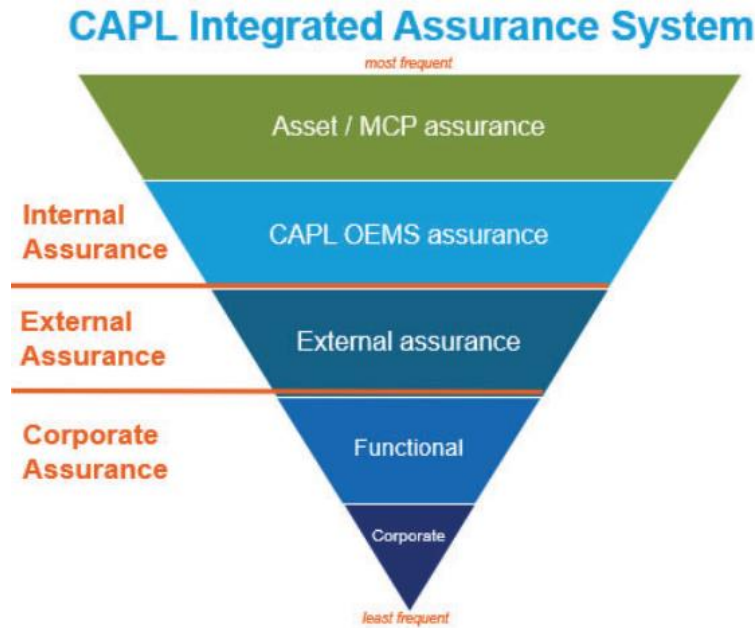 CAPL Integrated Assurance System
most frequent
Asset / MCP assurance
Internal
Assurance
CAPL OEMS assurance
External
Assurance
External assurance
Corporate
Assurance
Functional
Corporate
least frequent